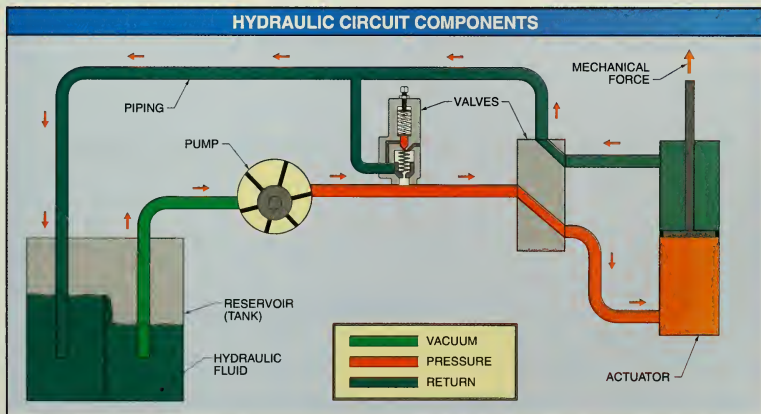 HYDRAULIC CIRCUIT COMPONENTS
MECHANICAL
FORCE
PIPING
VALVES
PUMP
RESERVOIR
(TANK)
VACUUM
PRESSURE
RETURN
HYDRAULIC
FLUID
ACTUATOR